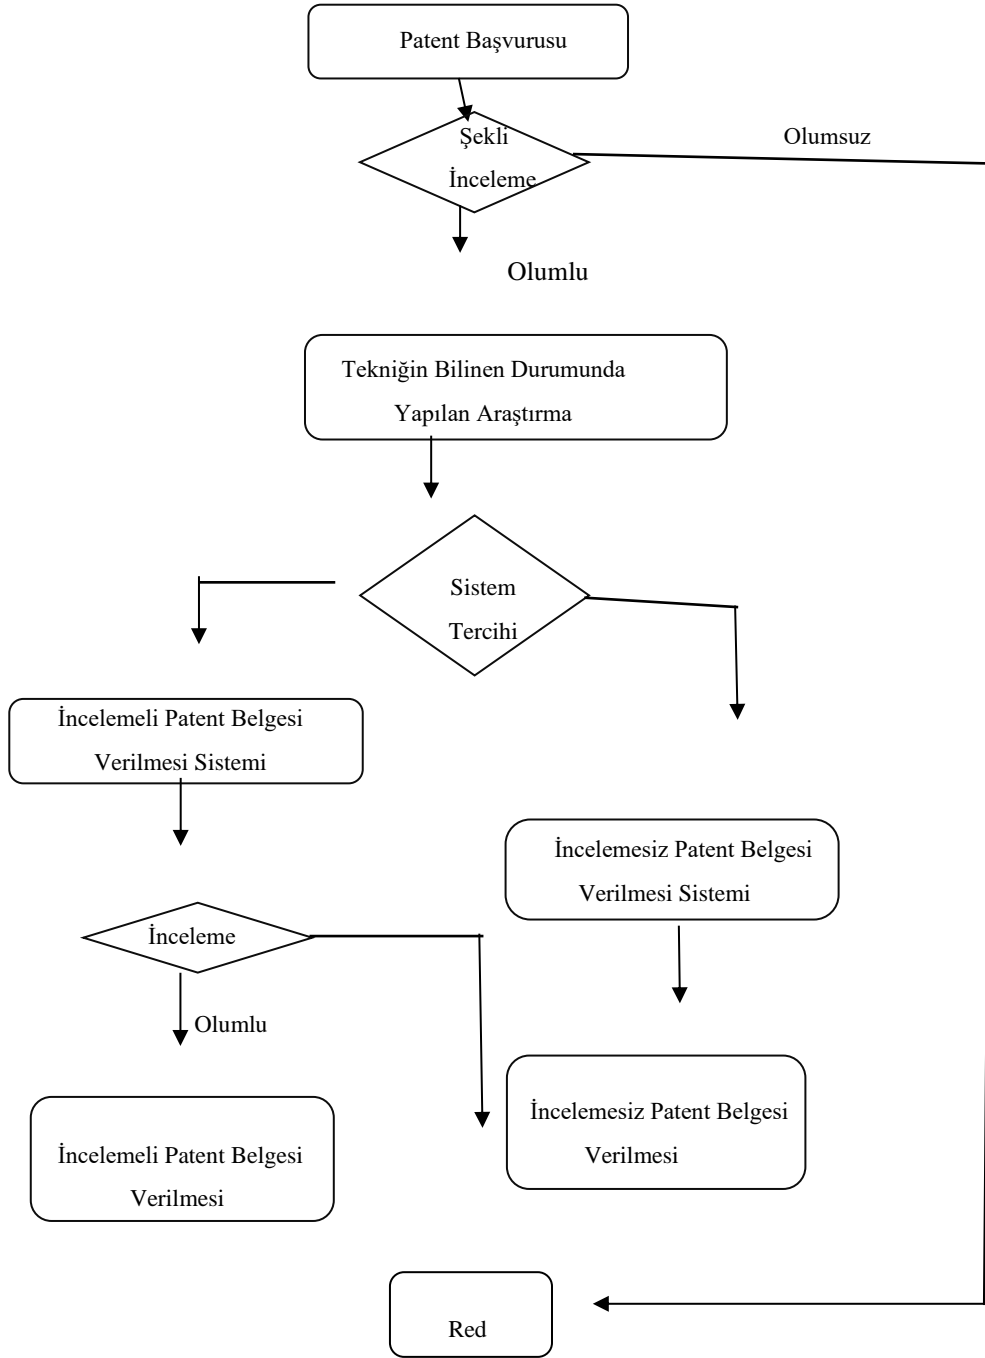 Patent Başvurusu
Şekli
İnceleme
Olumsuz
Olumlu
Tekniğin Bilinen Durumunda
Yapılan Araştırma
Sistem
Tercihi
İncelemeli Patent Belgesi
Verilmesi Sistemi
İncelemesiz Patent Belgesi
Verilmesi Sistemi
İnceleme
Olumlu
İncelemeli Patent Belgesi
Verilmesi
İncelemesiz Patent Belgesi
Verilmesi
Red